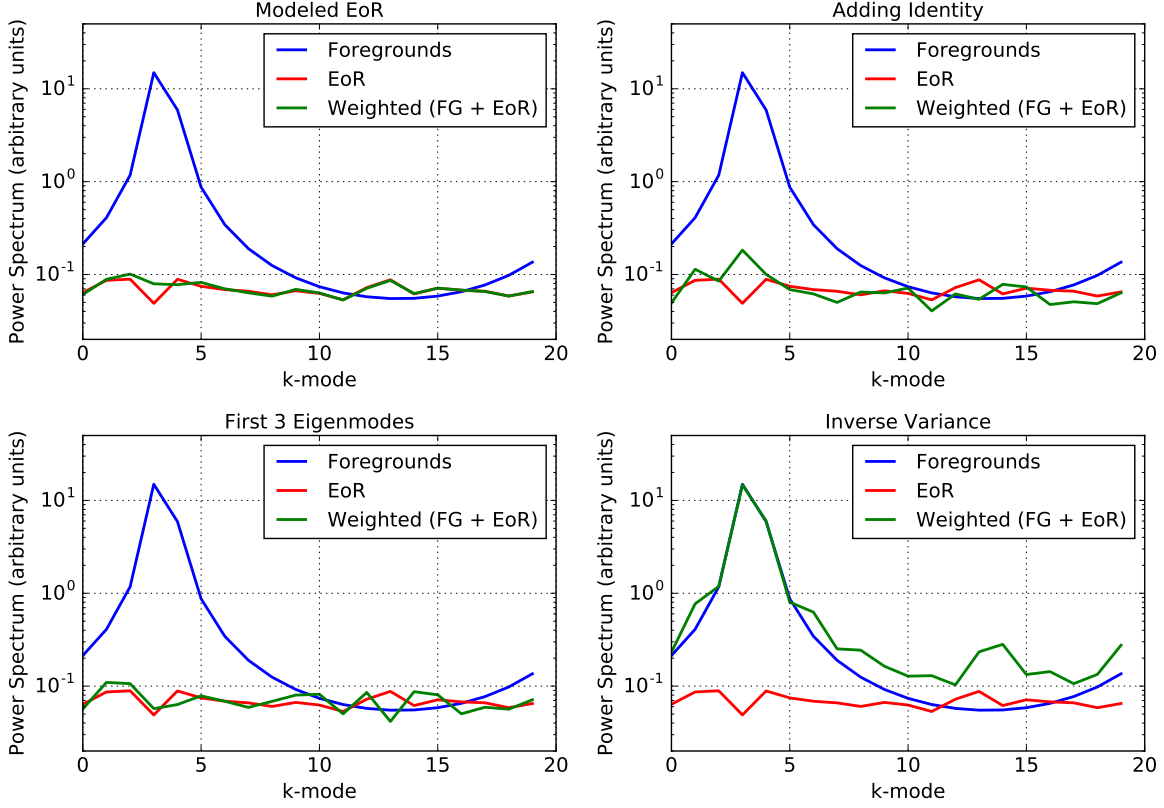 Modeled EoR
Power Spectrum (arbitrary units)
10^1
10^0
10^-1
Foregrounds
EoR
Weighted (FG + EoR)
0 5 10 15 20
k-mode
Adding Identity
Power Spectrum (arbitrary units)
10^1
10^0
10^-1
Foregrounds
EoR
Weighted (FG + EoR)
0 5 10 15 20
k-mode
First 3 Eigenmodes
Power Spectrum (arbitrary units)
10^1
10^0
10^-1
Foregrounds
EoR
Weighted (FG + EoR)
0 5 10 15 20
k-mode
Inverse Variance
Power Spectrum (arbitrary units)
10^1
10^0
10^-1
Foregrounds
EoR
Weighted (FG + EoR)
0 5 10 15 20
k-mode